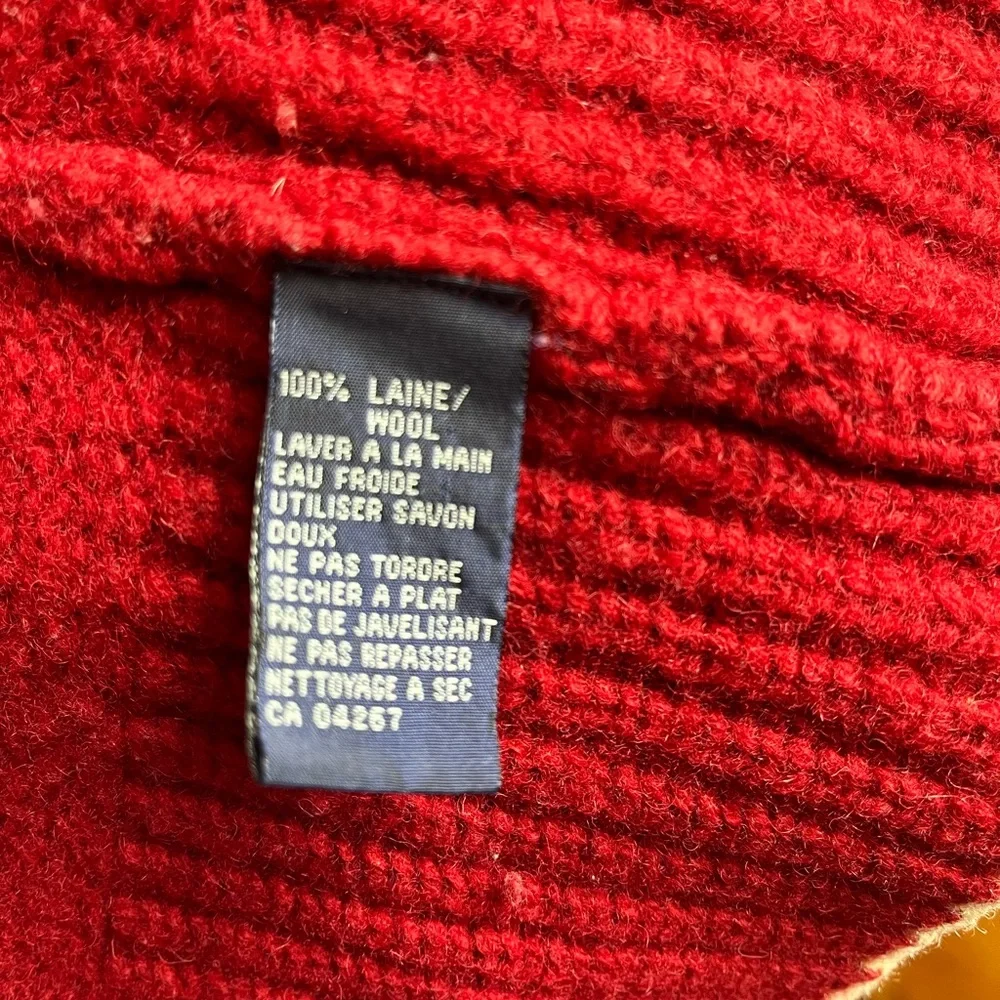 100% LAINE/
WOOL
LAVER A LA MAIN
EAU FROIDE
UTILISER SAVON
DOUX
NE PAS TORDRE
SECHER A PLAT
PAS DE JAVELISANT
NE PAS REPASSER
NETTOYAGE A SEC
CA 04267